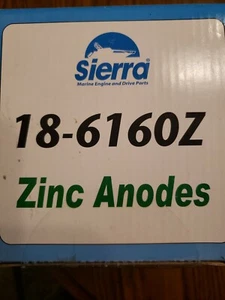 Sierra
Marine Engine and Drive Parts
18-6160Z
Zinc Anodes